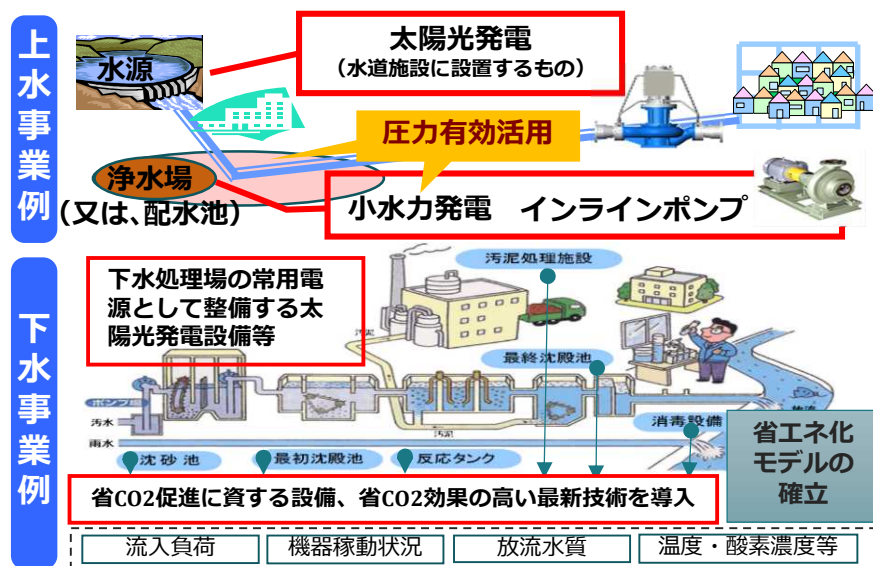 上水事業例
水源
太陽光発電
（水道施設に設置するもの）
圧力有効活用
浄水場
（又は、配水池）
小水力発電　インラインポンプ
下水事業例
下水処理場の常用電
源として整備する太
陽光発電設備等
汚泥処理施設
汚泥
最終沈殿池
ポンプ
汚水
雨水
汚泥
消毒設備
放流
沈砂池
最初沈殿池
反応タンク
省エネ化
モデルの
確立
省CO2促進に資する設備、省CO2効果の高い最新技術を導入
流入負荷
機器稼動状況
放流水質
温度・酸素濃度等